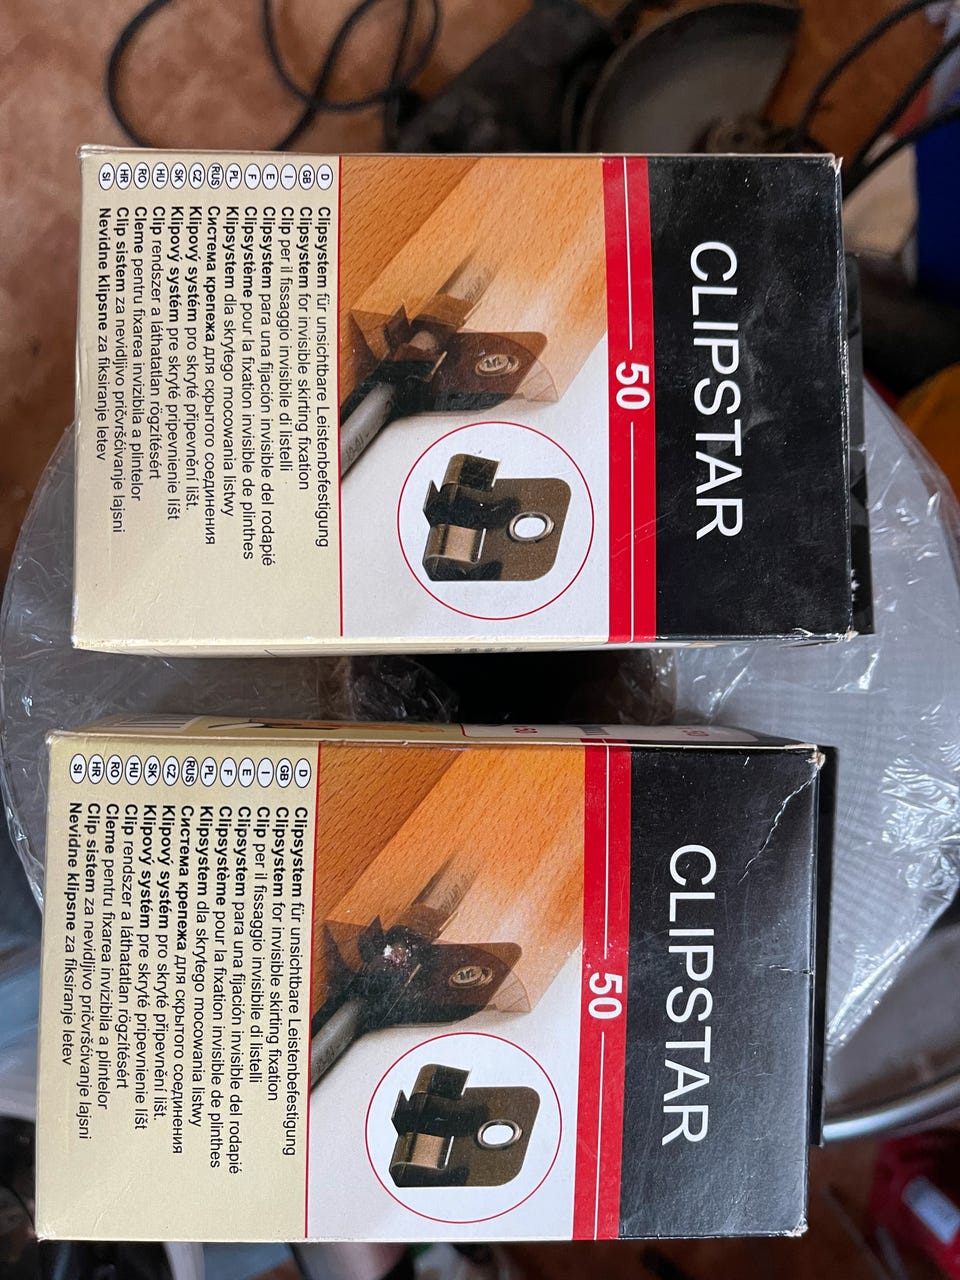 CLIPSTAR
50
D Clipsystem für unsichtbare Leistenbefestigung
GB Clipsystem for invisible skirting fixation
I Clip per il fissaggio invisibile di listelli
E Clipsystem para una fijación invisible del rodapié
F Clipsystème pour la fixation invisible de plinthes
PL Klipsystem dla skrytego mocowania listwy
RUS Система крепежа для скрытого соединения
CZ Klipový systém pro skryté připevnění lišt.
SK Klipový systém pre skryté pripevnienie líšt
HU Clip rendszer a láthatatlan rögzítésért
RO Cleme pentru fixarea invizibila a plintelor
HR Clip sistem za nevidljivo pričvršćivanje lajsni
SI Nevidne klipsne za fiksiranje letev
CLIPSTAR
50
D Clipsystem für unsichtbare Leistenbefestigung
GB Clipsystem for invisible skirting fixation
I Clip per il fissaggio invisibile di listelli
E Clipsystem para una fijación invisible del rodapié
F Clipsystème pour la fixation invisible de plinthes
PL Klipsystem dla skrytego mocowania listwy
RUS Система крепежа для скрытого соединения
CZ Klipový systém pro skryté připevnění lišt.
SK Klipový systém pre skryté pripevnienie líšt
HU Clip rendszer a láthatatlan rögzítésért
RO Cleme pentru fixarea invizibila a plintelor
HR Clip sistem za nevidljivo pričvršćivanje lajsni
SI Nevidne klipsne za fiksiranje letev